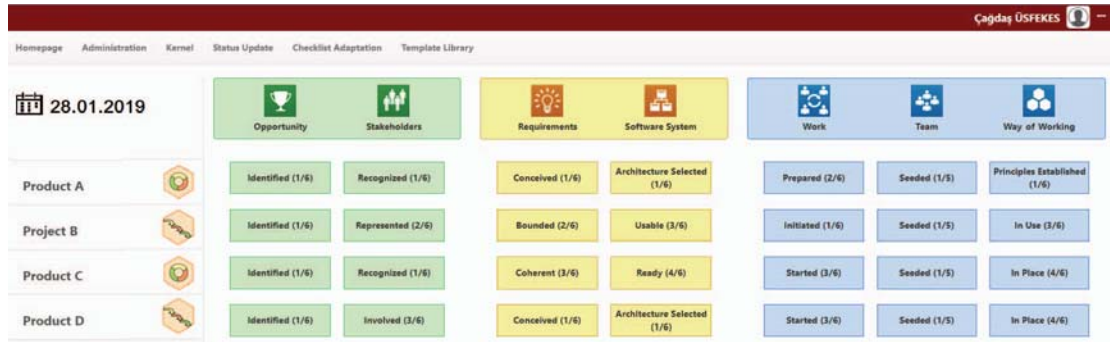 Çağdaş ÜSFEKES
Homepage Administration Kernel Status Update Checklist Adaptation Template Library
28.01.2019
Opportunity Stakeholders Requirements Software System Work Team Way of Working
Product A Identified (1/6) Recognized (1/6) Conceived (1/6) Architecture Selected (1/6) Prepared (2/6) Seeded (1/5) Principles Established (1/6)
Project B Identified (1/6) Represented (2/6) Bounded (2/6) Usable (3/6) Initiated (1/6) Seeded (1/5) In Use (3/6)
Product C Identified (1/6) Recognized (1/6) Coherent (3/6) Ready (4/6) Started (3/6) Seeded (1/5) In Place (4/6)
Product D Identified (1/6) Involved (3/6) Conceived (1/6) Architecture Selected (1/6) Started (3/6) Seeded (1/5) In Place (4/6)